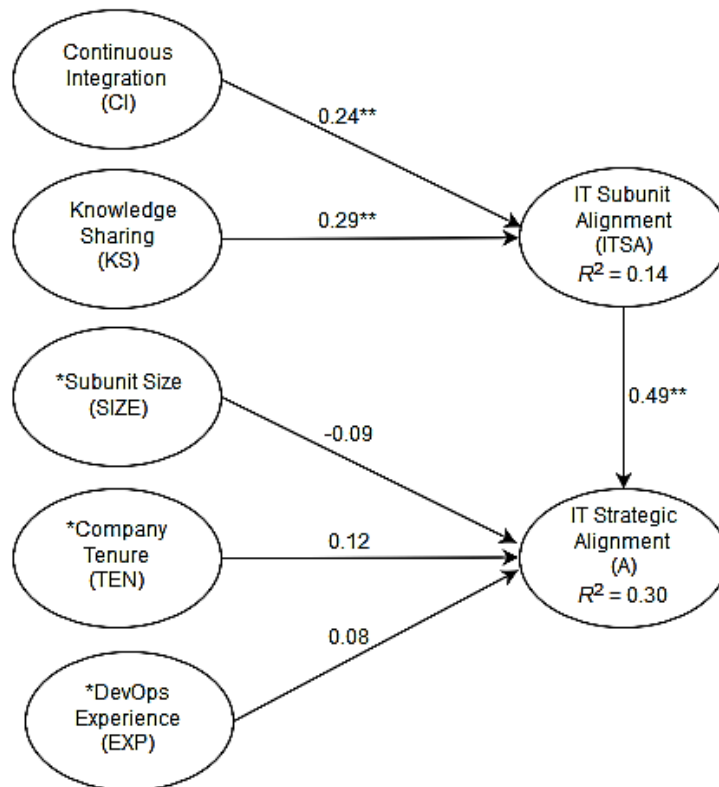 Continuous
Integration
(CI)
0.24**
Knowledge
Sharing
(KS)
0.29**
IT Subunit
Alignment
(ITSA)
R² = 0.14
*Subunit Size
(SIZE)
-0.09
0.49**
*Company
Tenure
(TEN)
0.12
IT Strategic
Alignment
(A)
R² = 0.30
0.08
*DevOps
Experience
(EXP)